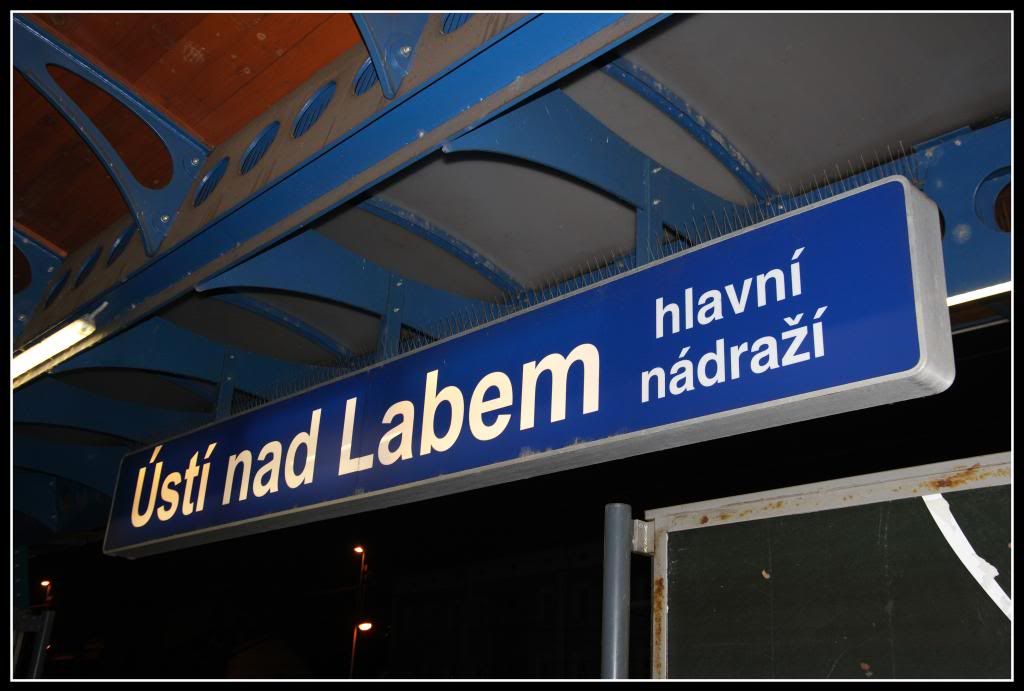 Ústí nad Labem
hlavní
nádraží